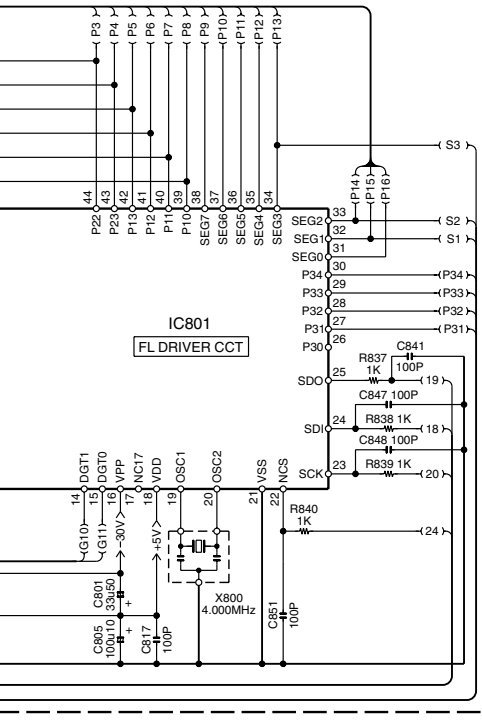 P3 P4 P5 P6 P7 P8 P9 P10 P11 P12 P13
S3
44 43 42 41 40 39 38 37 36 35 34
P22 P23 P13 P12 P11 P10 SEG7 SEG6 SEG5 SEG4 SEG3
P14 P15 P16
SEG2 33 S2
SEG1 32 S1
SEG0 31
P34 30 P34
P33 29 P33
P32 28 P32
P31 27 P31
P30 26
IC801
FL DRIVER CCT
C841
100P
R837
1K
SDO 25 19
C847 100P
SDI 24 R838 1K 18
C848 100P
SCK 23 R839 1K 20
DGT1 DGT0 VPP NC17 VDD OSC1 OSC2 VSS NCS
14 15 16 17 18 19 20 21 22
R840
1K
24
G10 G11 -30V +5V
X800
4.000MHz
C801
33u50
+
C805
100u10
+
C817
100P
C851
100P